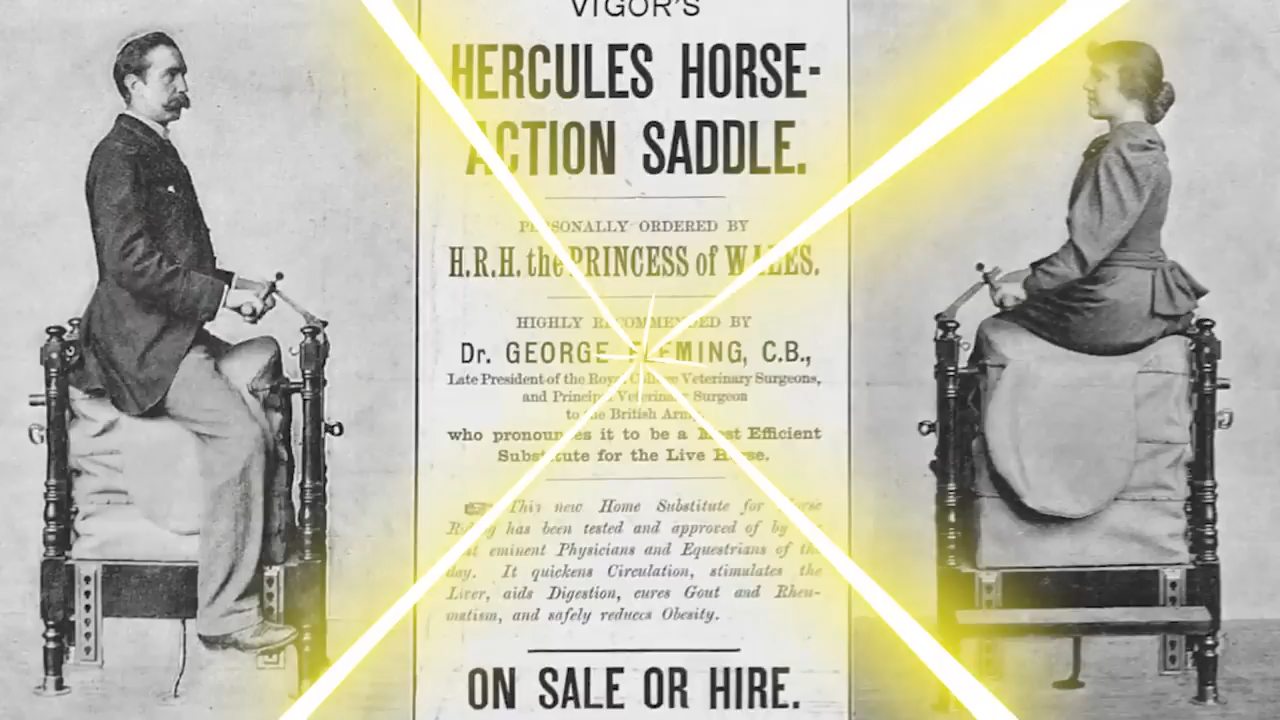 VIGOR'S
HERCULES HORSE-
ACTION SADDLE.
PERSONALLY ORDERED BY
H.R.H. the PRINCESS of WALES.
HIGHLY RECOMMENDED BY
Dr. GEORGE FLEMING, C.B.,
Late President of the Royal College Veterinary Surgeons,
and Principal Veterinary Surgeon
to the British Army,
who pronounces it to be a Most Efficient
Substitute for the Live Horse.
This new Home Substitute for Horse
Riding has been tested and approved of by the
most eminent Physicians and Equestrians of the
day. It quickens Circulation, stimulates the
Liver, aids Digestion, cures Gout and Rheu-
matism, and safely reduces Obesity.
ON SALE OR HIRE.